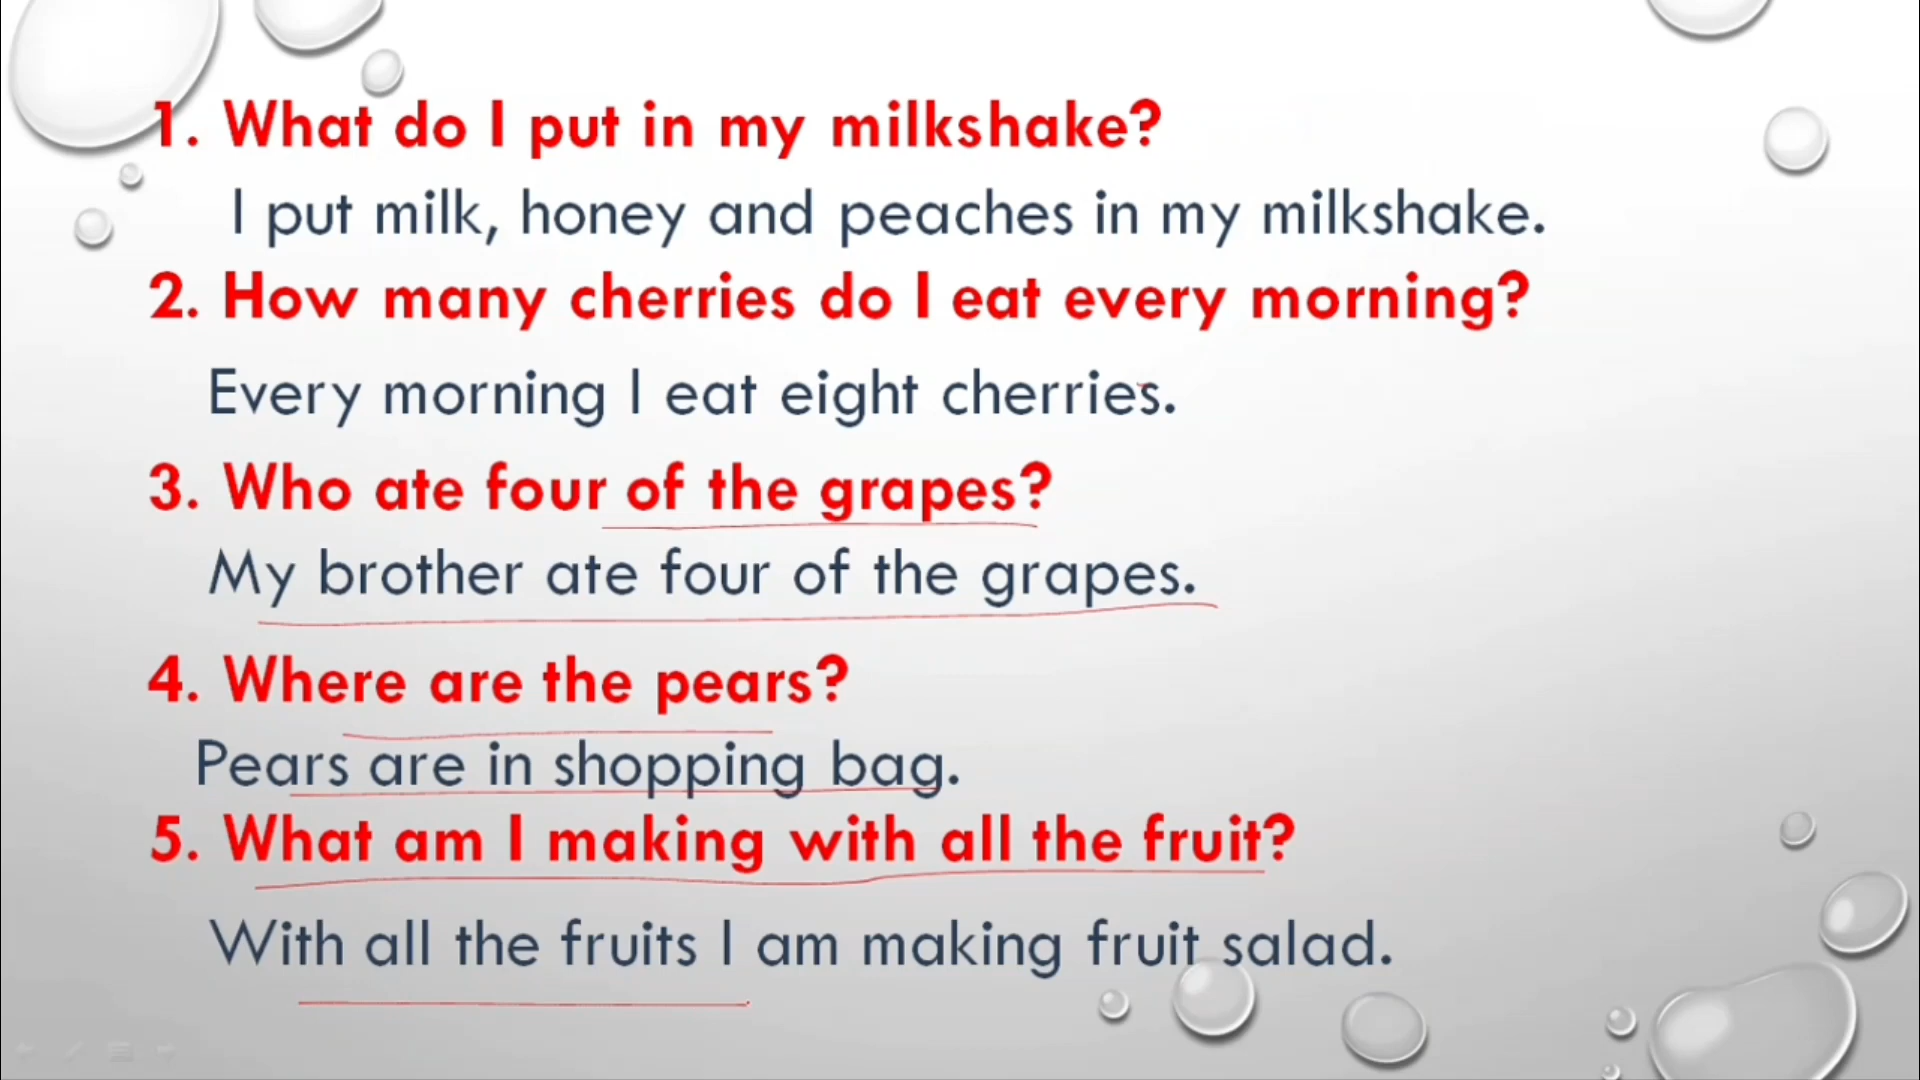 1. What do I put in my milkshake?
I put milk, honey and peaches in my milkshake.
2. How many cherries do I eat every morning?
Every morning I eat eight cherries.
3. Who ate four of the grapes?
My brother ate four of the grapes.
4. Where are the pears?
Pears are in shopping bag.
5. What am I making with all the fruit?
With all the fruits I am making fruit salad.